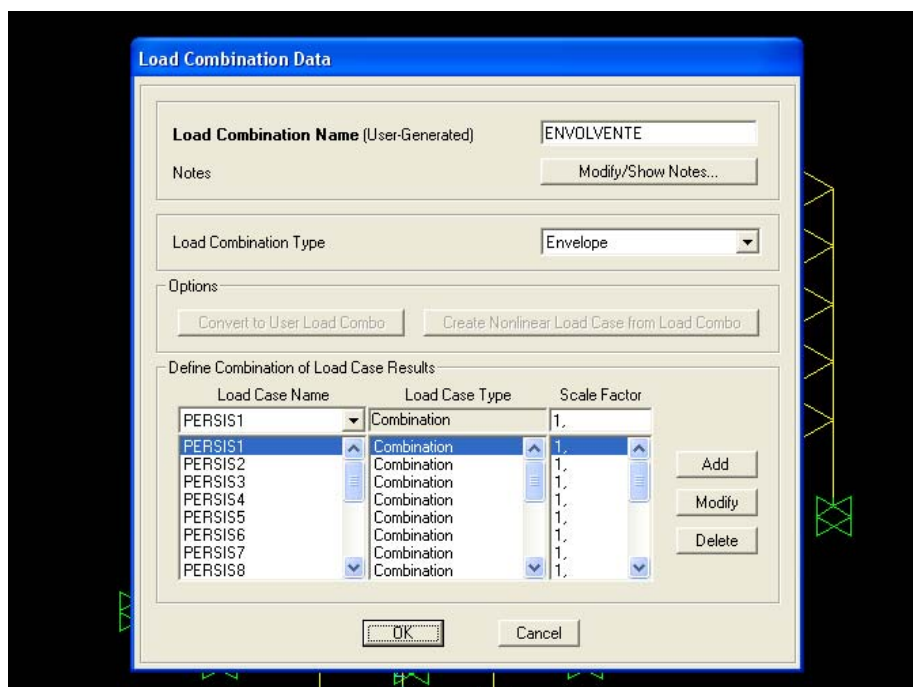 Load Combination Data
Load Combination Name (User-Generated)
ENVOLVENTE
Notes
Modify/Show Notes...
Load Combination Type
Envelope
Options
Convert to User Load Combo
Create Nonlinear Load Case from Load Combo
Define Combination of Load Case Results
Load Case Name Load Case Type Scale Factor
PERSIS1 Combination 1,
PERSIS1 Combination 1,
PERSIS2 Combination 1,
PERSIS3 Combination 1,
PERSIS4 Combination 1,
PERSIS5 Combination 1,
PERSIS6 Combination 1,
PERSIS7 Combination 1,
PERSIS8 Combination 1,
Add
Modify
Delete
OK Cancel